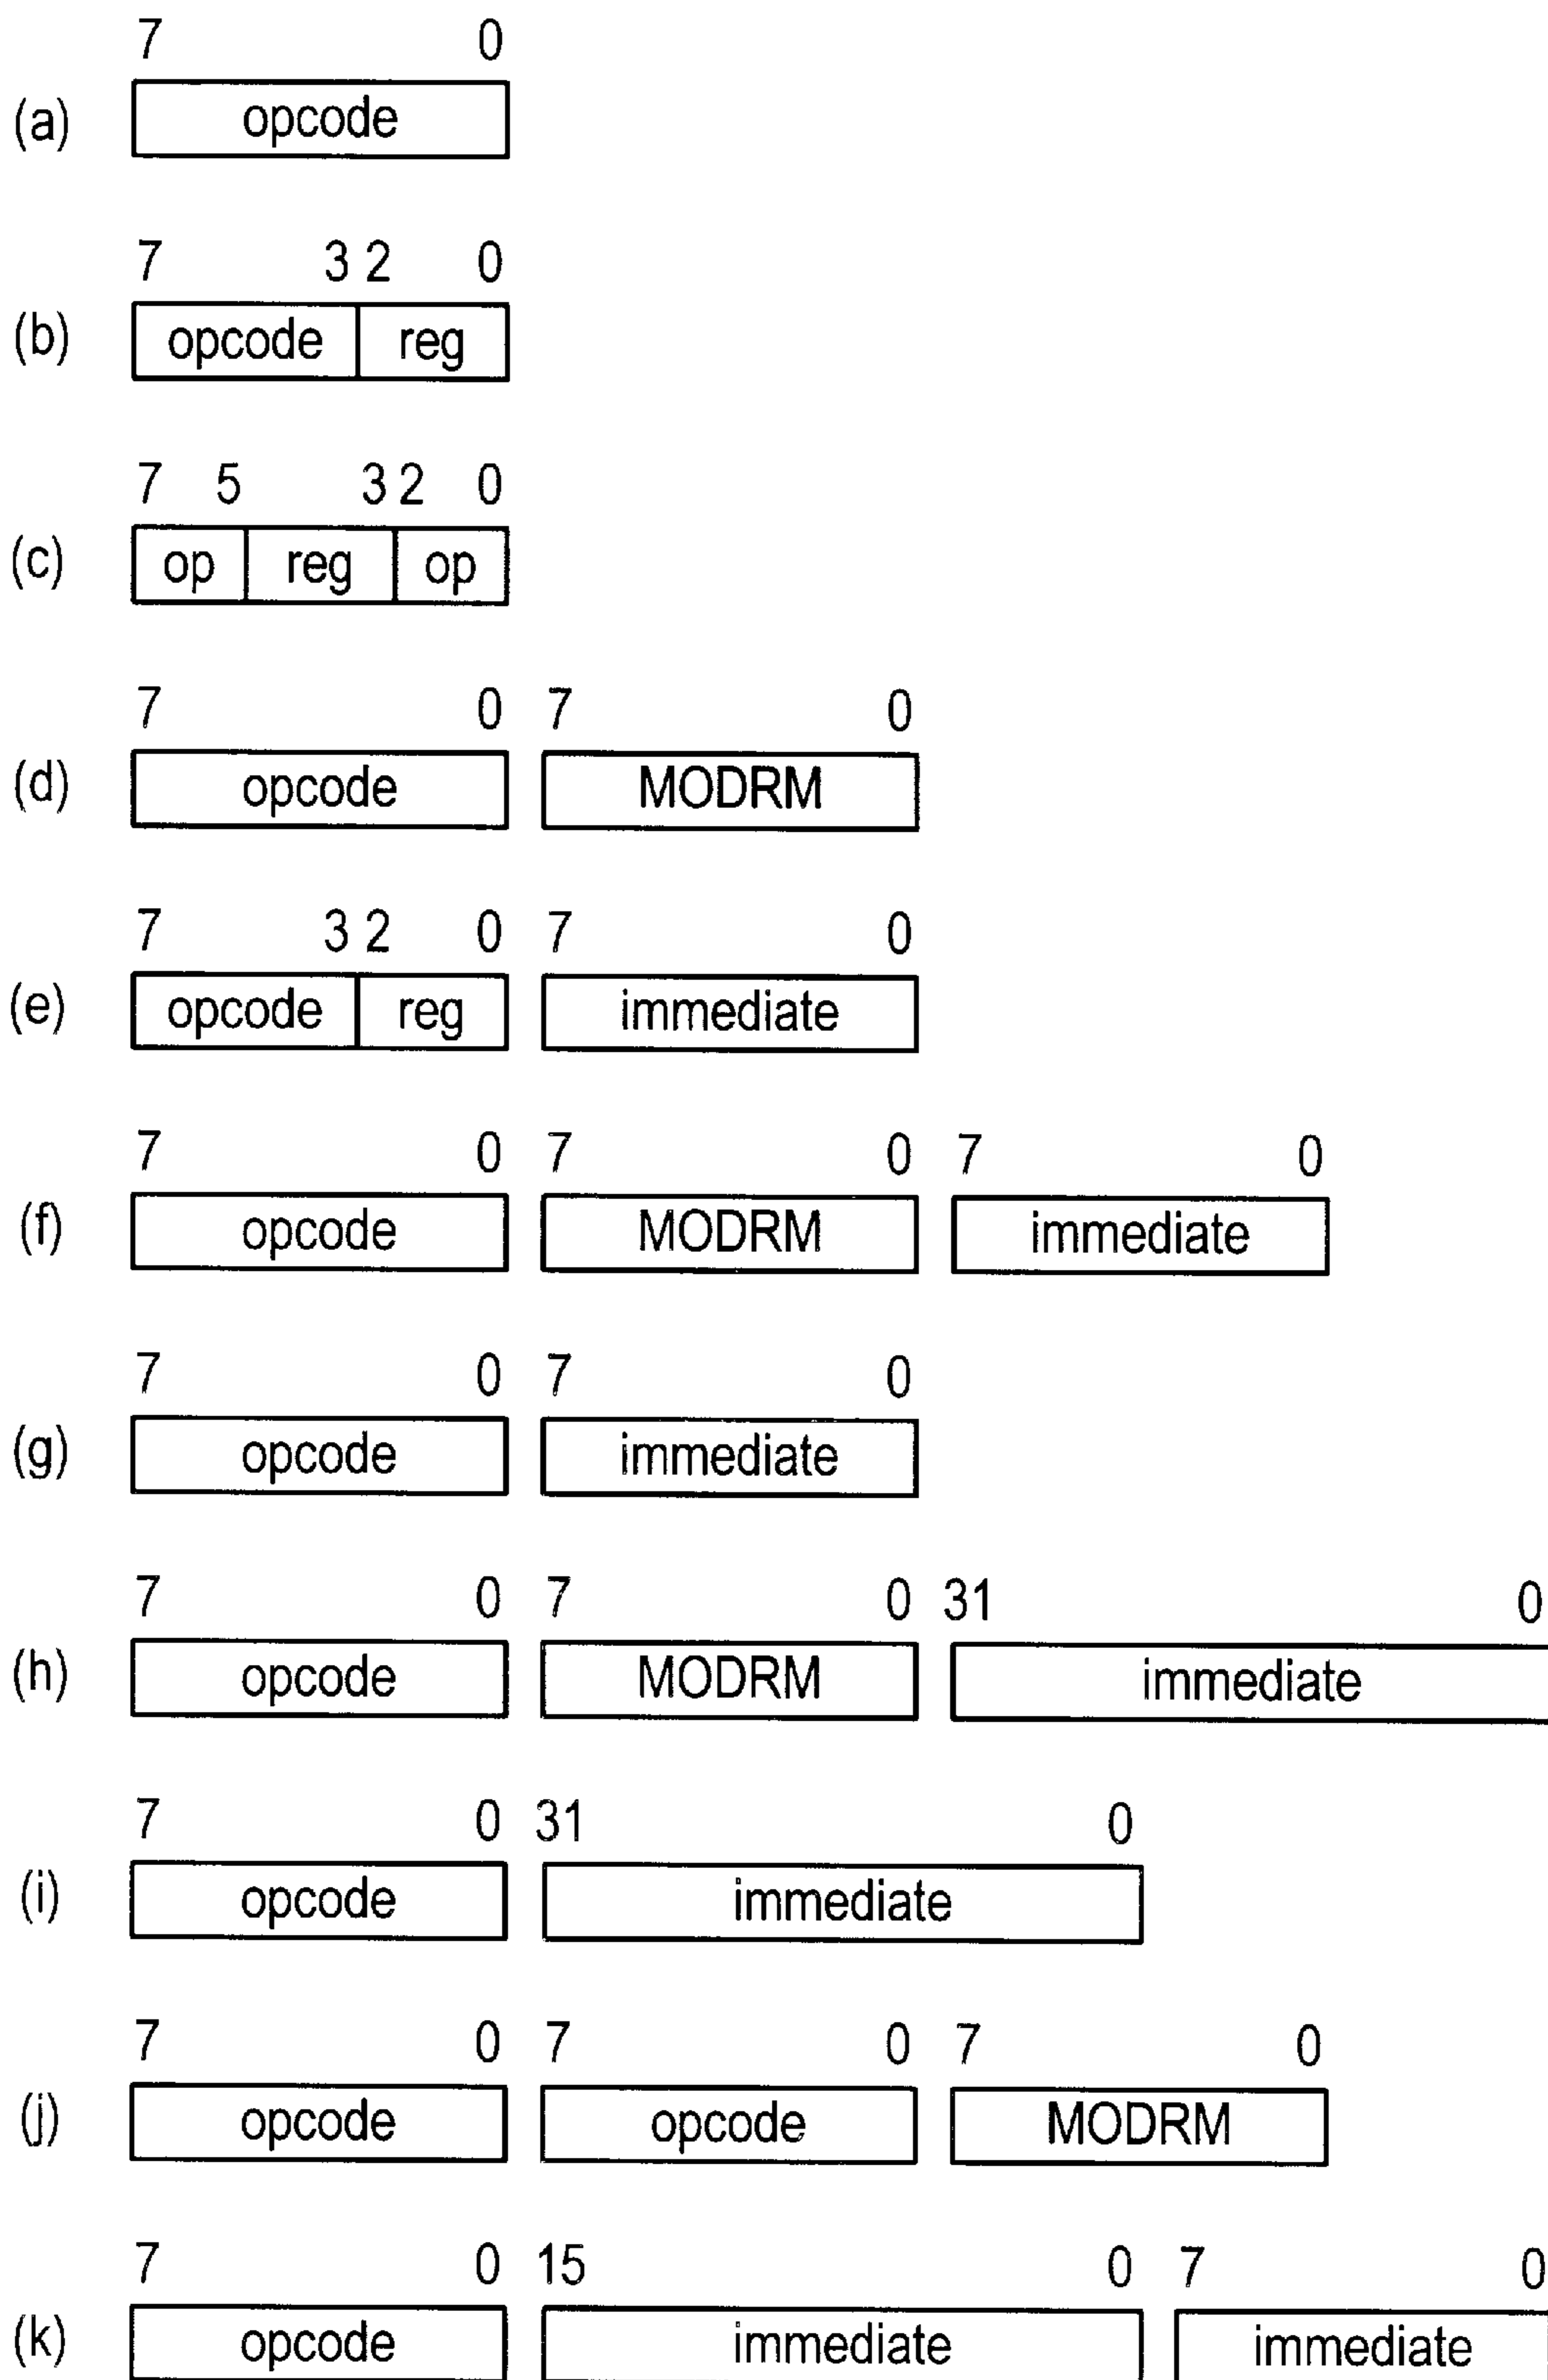 7 0
(a) opcode
7 3 2 0
(b) opcode reg
7 5 3 2 0
(c) op reg op
7 0 7 0
(d) opcode MODRM
7 3 2 0 7 0
(e) opcode reg immediate
7 0 7 0 7 0
(f) opcode MODRM immediate
7 0 7 0
(g) opcode immediate
7 0 7 0 31 0
(h) opcode MODRM immediate
7 0 31 0
(i) opcode immediate
7 0 7 0 7 0
(j) opcode opcode MODRM
7 0 15 0 7 0
(k) opcode immediate immediate